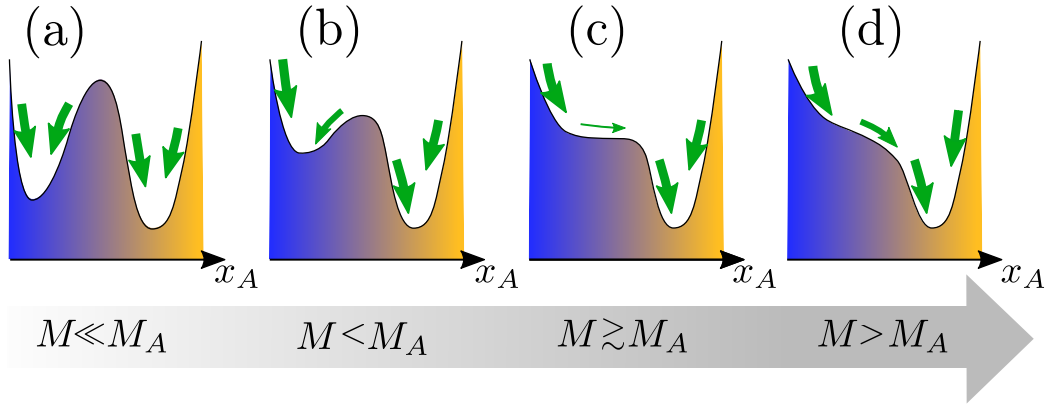 (a) (b) (c) (d)
x_A x_A x_A x_A
M≪M_A M<M_A M≳M_A M>M_A